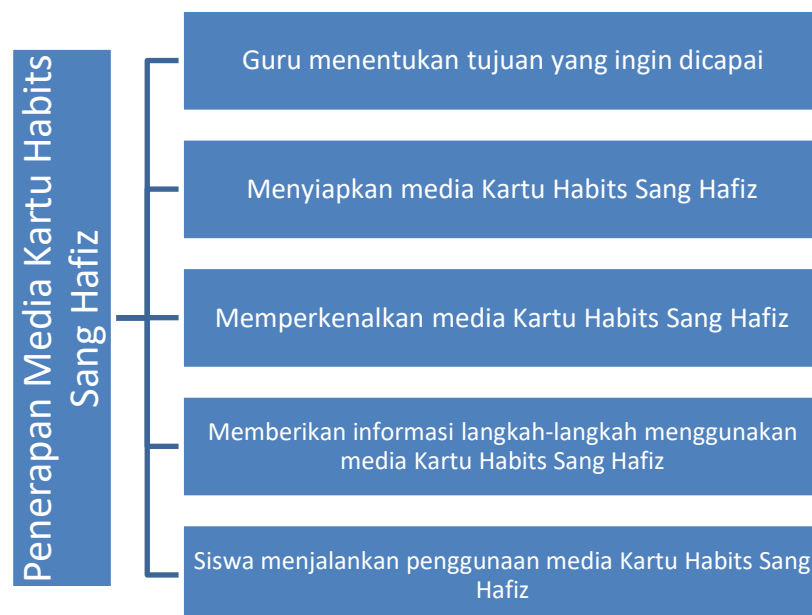 Penerapan Media Kartu Habits
Sang Hafiz
Guru menentukan tujuan yang ingin dicapai
Menyiapkan media Kartu Habits Sang Hafiz
Memperkenalkan media Kartu Habits Sang Hafiz
Memberikan informasi langkah-langkah menggunakan
media Kartu Habits Sang Hafiz
Siswa menjalankan penggunaan media Kartu Habits Sang
Hafiz